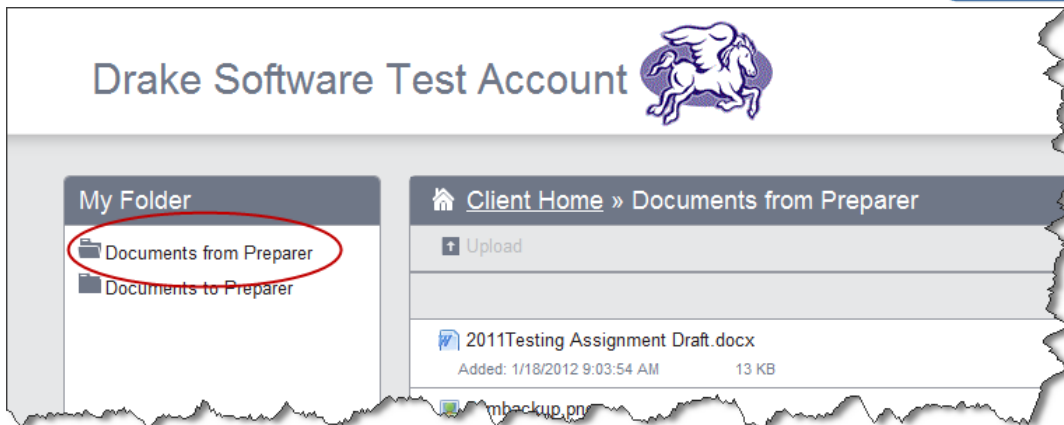 Drake Software Test Account
My Folder
Documents from Preparer
Documents to Preparer
Client Home » Documents from Preparer
Upload
2011Testing Assignment Draft.docx
Added: 1/18/2012 9:03:54 AM 13 KB